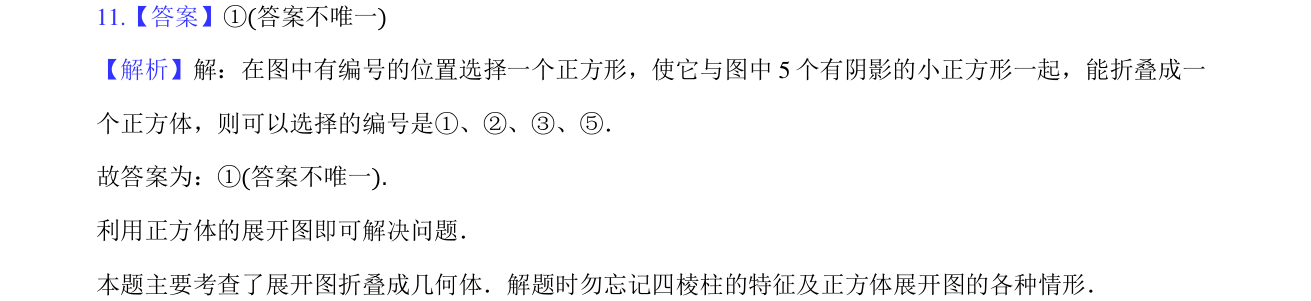 11.【答案】①(答案不唯一)
【解析】解：在图中有编号的位置选择一个正方形，使它与图中 5 个有阴影的小正方形一起，能折叠成一
个正方体，则可以选择的编号是①、②、③、⑤．
故答案为：①(答案不唯一).
利用正方体的展开图即可解决问题．
本题主要考查了展开图折叠成几何体．解题时勿忘记四棱柱的特征及正方体展开图的各种情形．